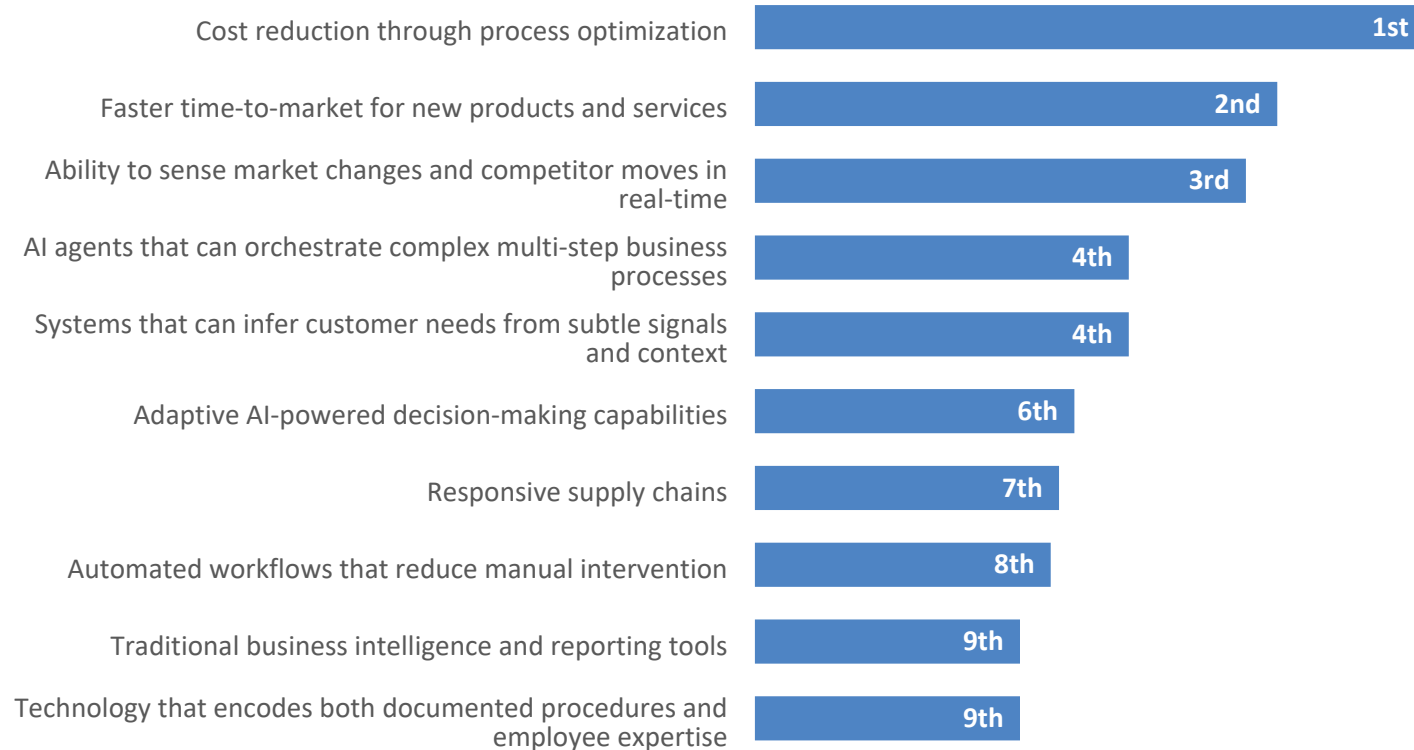 Cost reduction through process optimization
1st
Faster time-to-market for new products and services
2nd
Ability to sense market changes and competitor moves in
real-time
3rd
AI agents that can orchestrate complex multi-step business
processes
4th
Systems that can infer customer needs from subtle signals
and context
4th
Adaptive AI-powered decision-making capabilities
6th
Responsive supply chains
7th
Automated workflows that reduce manual intervention
8th
Traditional business intelligence and reporting tools
9th
Technology that encodes both documented procedures and
employee expertise
9th